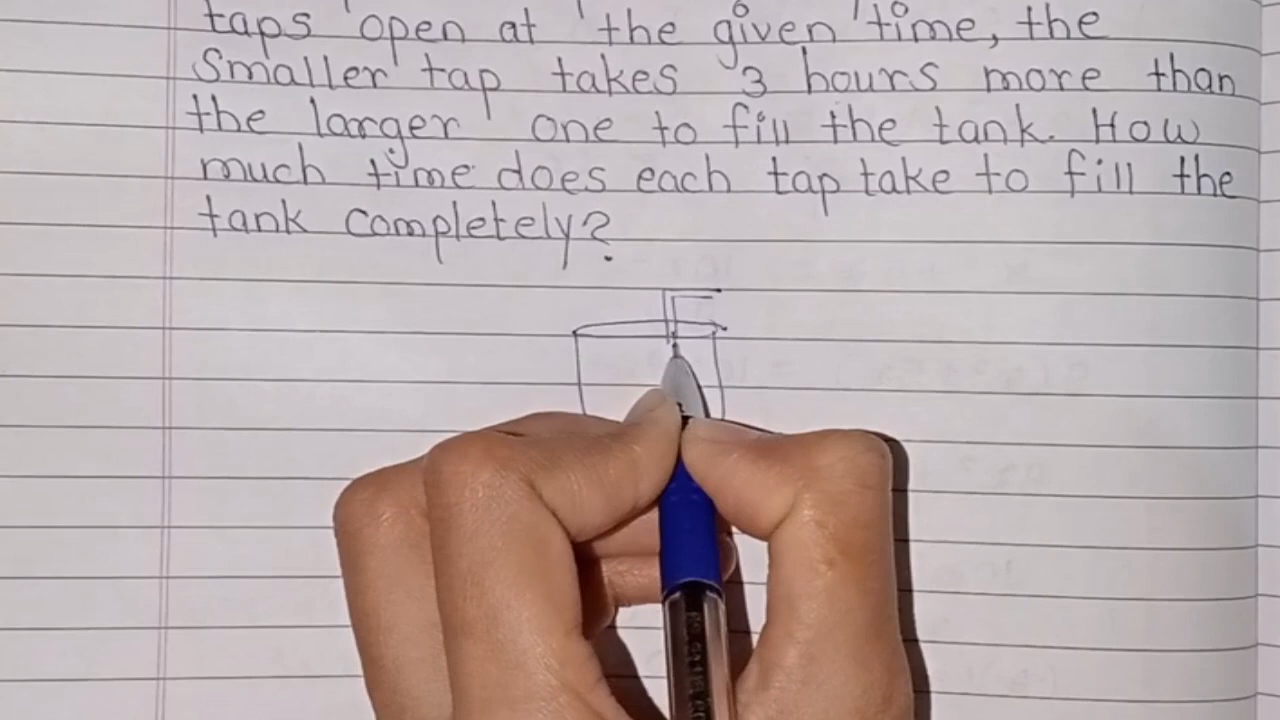 taps open at the given time, the
Smaller tap takes 3 hours more than
the larger one to fill the tank. How
much time does each tap take to fill the
tank completely?